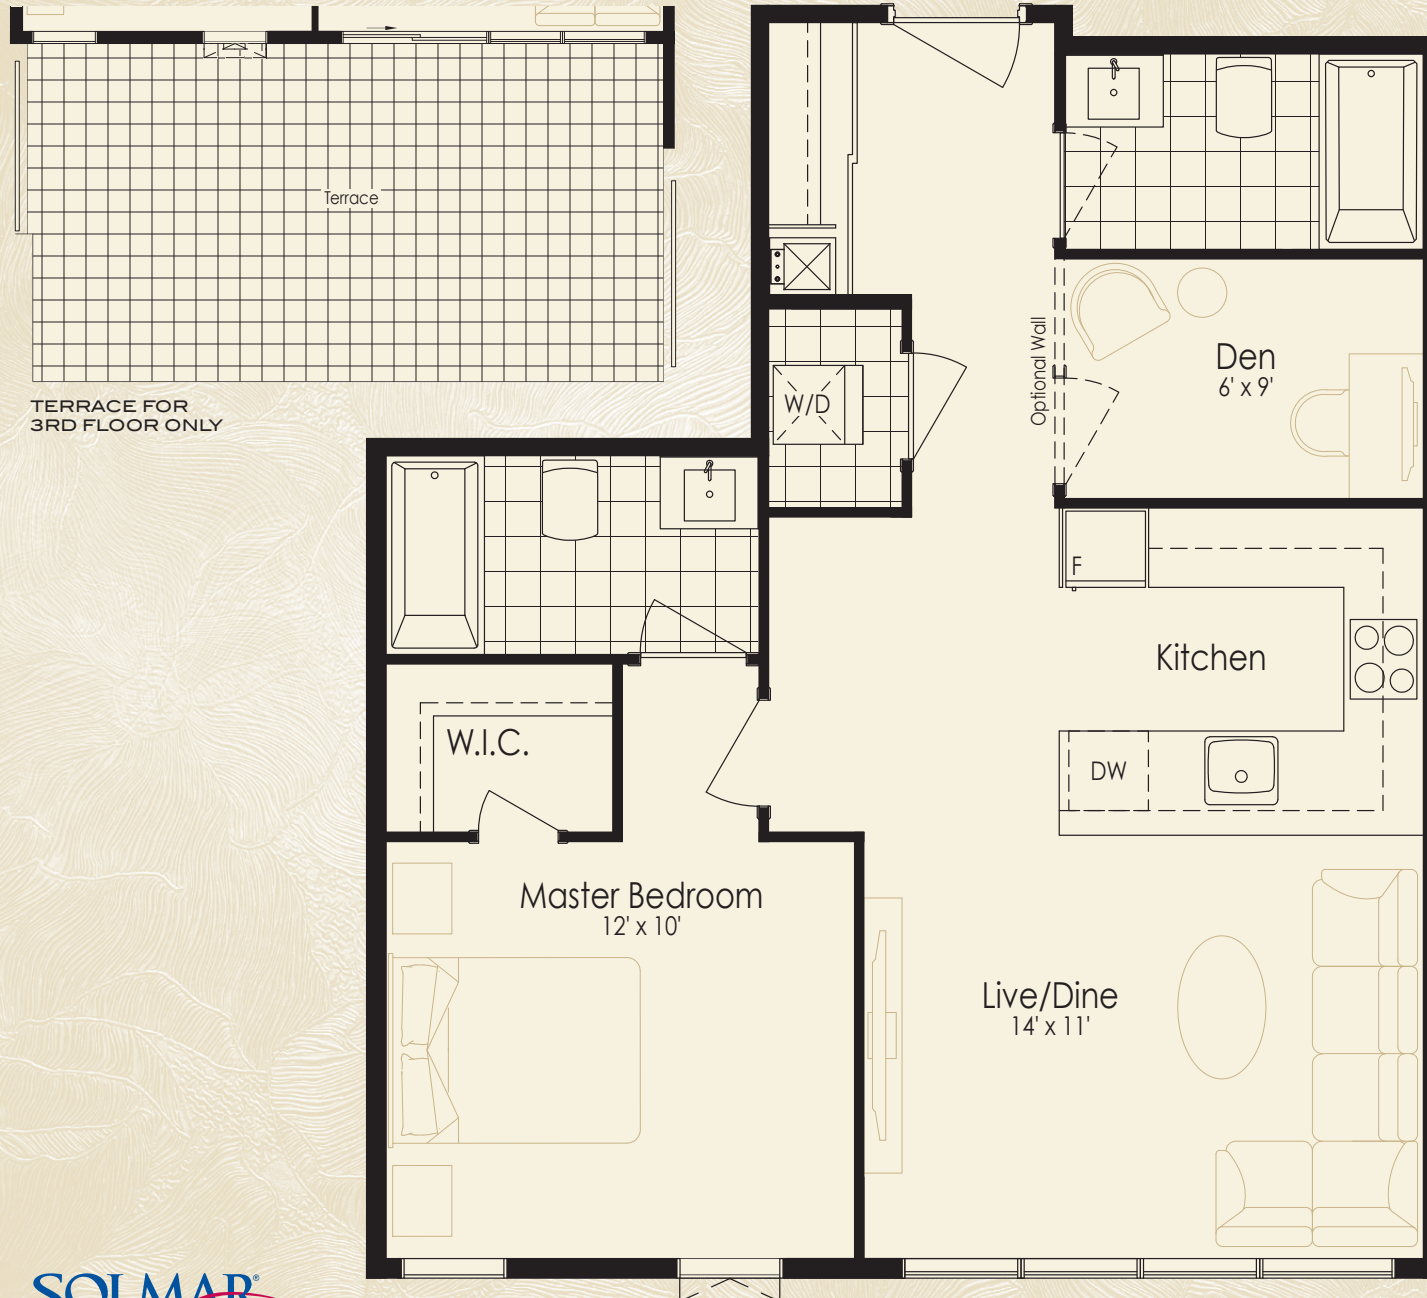 Terrace
TERRACE FOR
3RD FLOOR ONLY
W/D
Optional Wall
Den
6' x 9'
F
Kitchen
W.I.C.
DW
Master Bedroom
12' x 10'
Live/Dine
14' x 11'
SOLMAR®